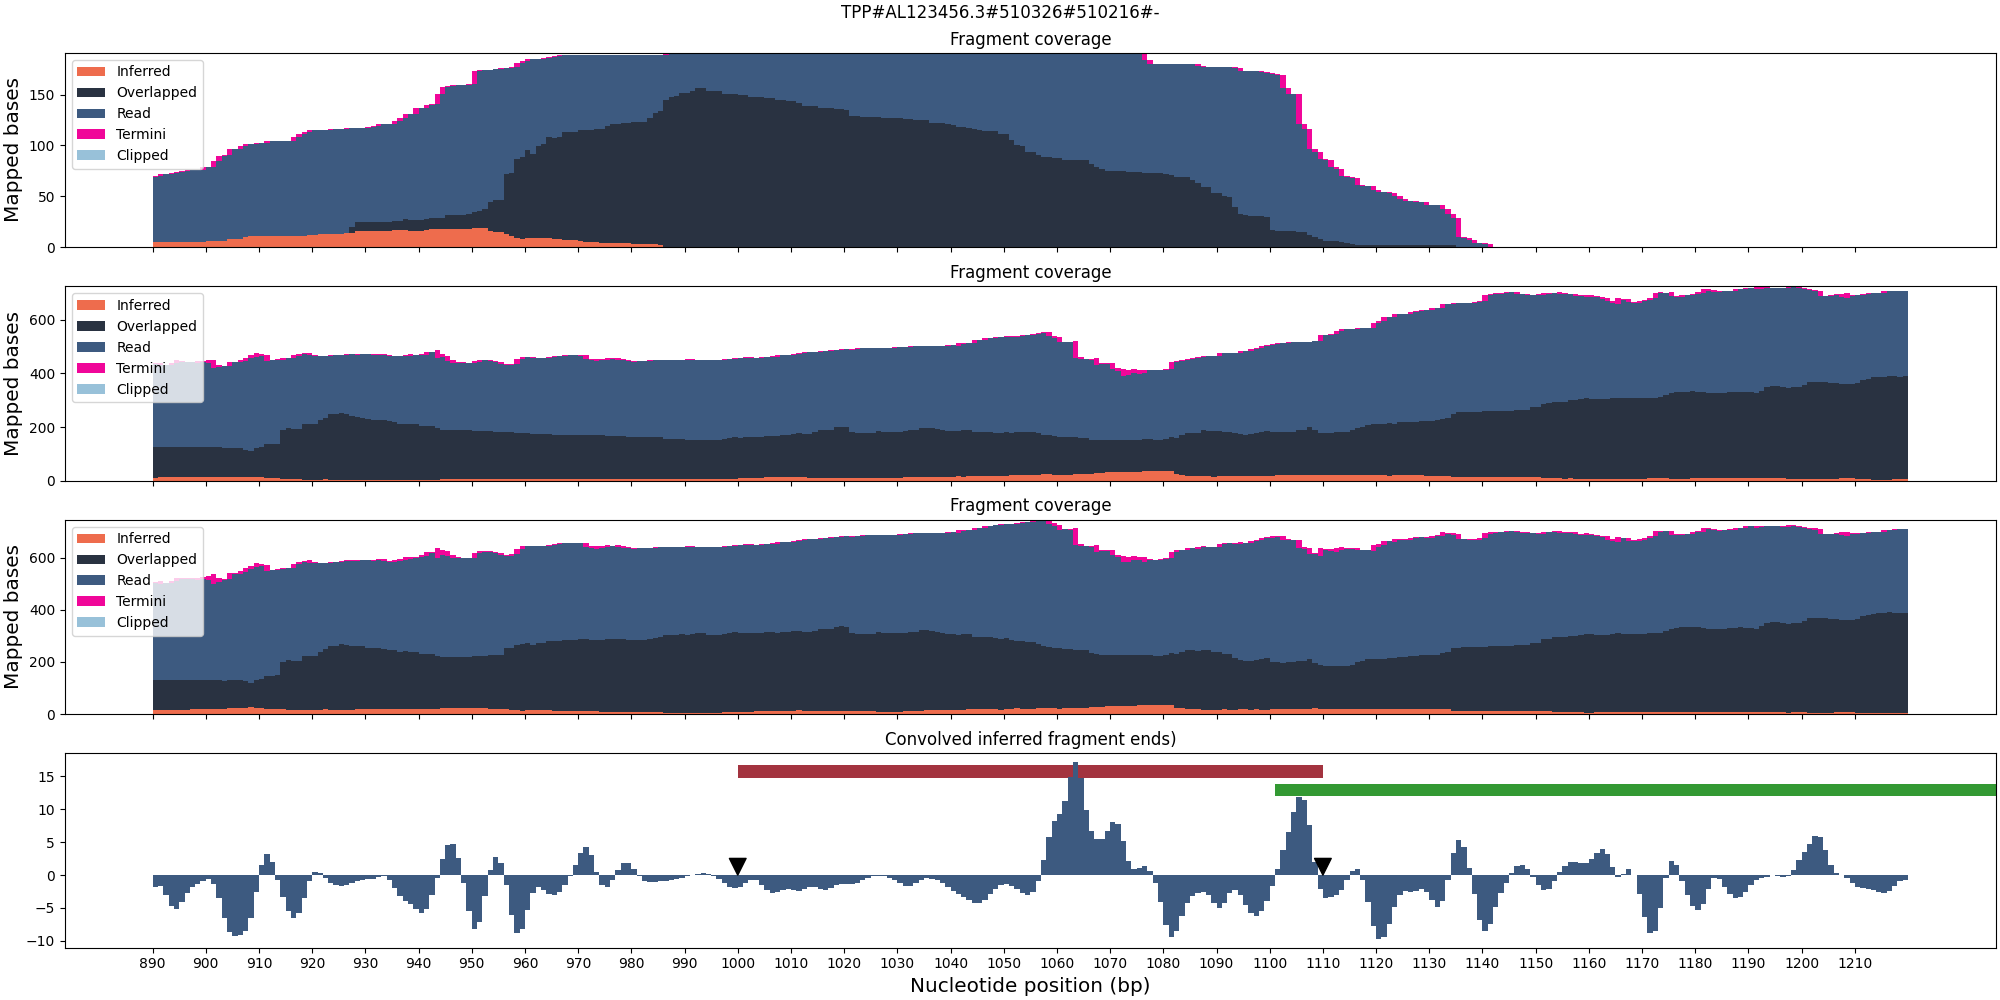 TPP#AL123456.3#510326#510216#-
Fragment coverage
Mapped bases
150
100
50
0
Inferred
Overlapped
Read
Termini
Clipped
Fragment coverage
Mapped bases
600
400
200
0
Inferred
Overlapped
Read
Termini
Clipped
Fragment coverage
Mapped bases
600
400
200
0
Inferred
Overlapped
Read
Termini
Clipped
Convolved inferred fragment ends)
15
10
5
0
−5
−10
890 900 910 920 930 940 950 960 970 980 990 1000 1010 1020 1030 1040 1050 1060 1070 1080 1090 1100 1110 1120 1130 1140 1150 1160 1170 1180 1190 1200 1210
Nucleotide position (bp)